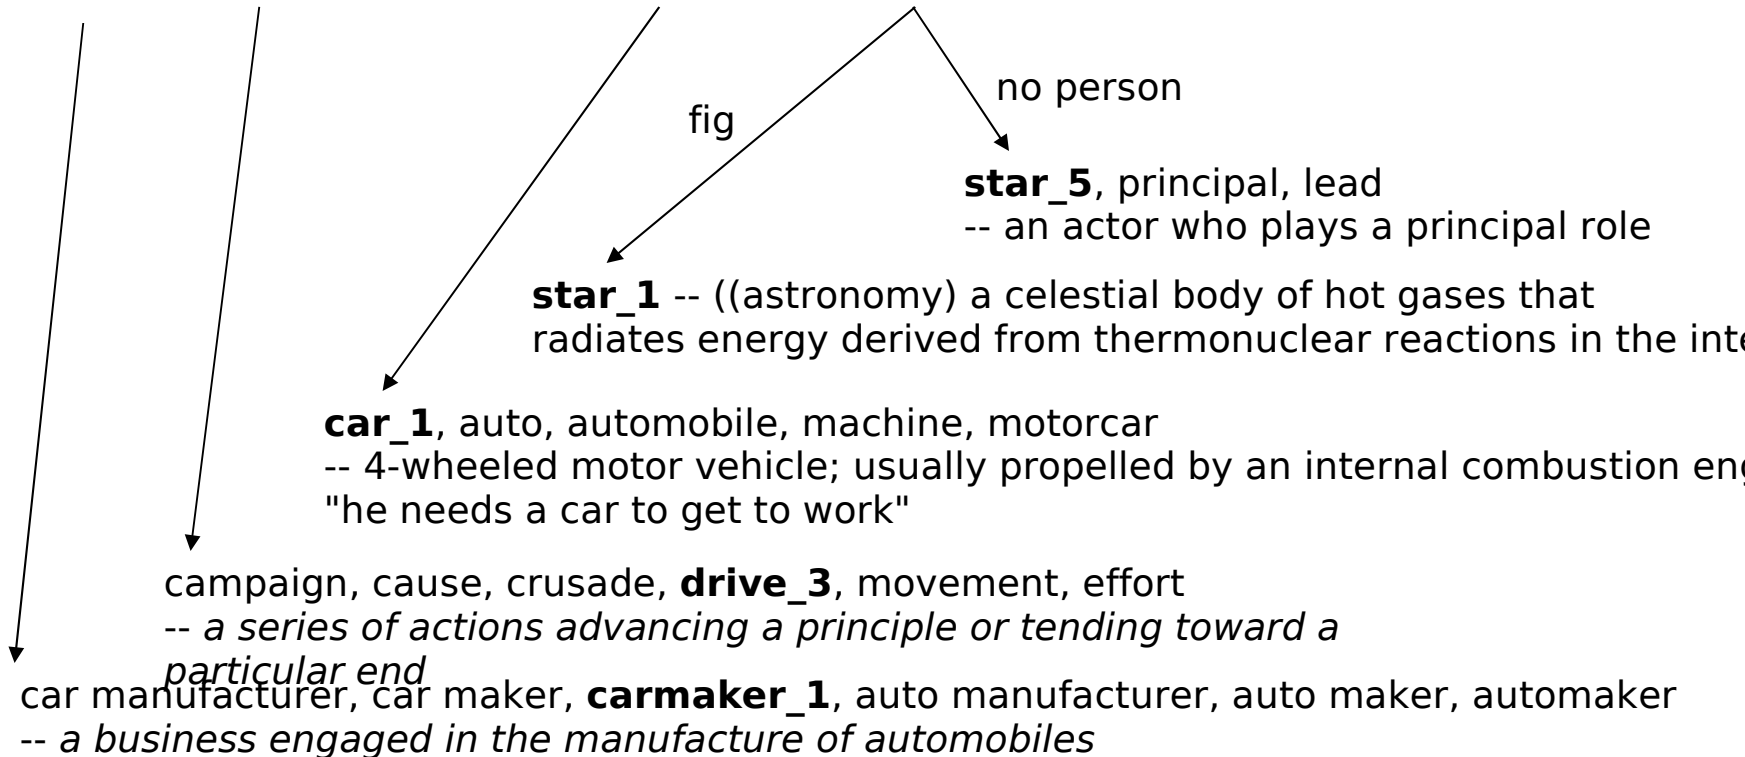 no person
fig
star_5, principal, lead
-- an actor who plays a principal role
star_1 -- ((astronomy) a celestial body of hot gases that
radiates energy derived from thermonuclear reactions in the
car_1, auto, automobile, machine, motorcar
-- 4-wheeled motor vehicle; usually propelled by an internal combustion
"he needs a car to get to work"
campaign, cause, crusade, drive_3, movement, effort
-- a series of actions advancing a principle or tending toward a
particular end
car manufacturer, car maker, carmaker_1, auto manufacturer, auto maker, automaker
-- a business engaged in the manufacture of automobiles